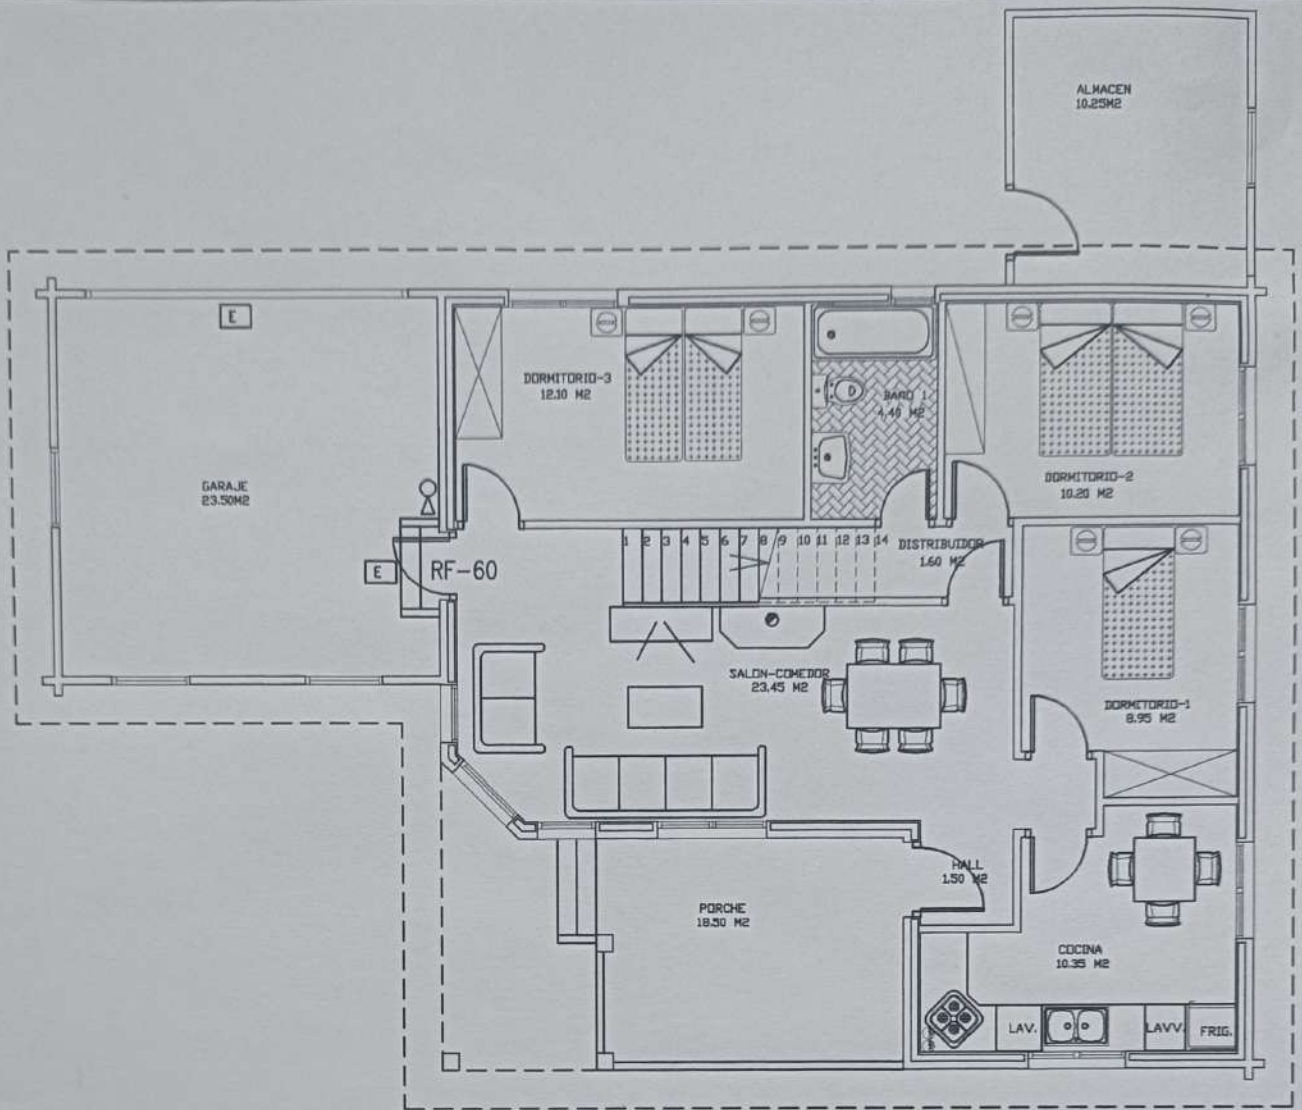 ALMACEN
10.25M2
E
DORMITORIO-3
12.10 M2
BAÑO 1
4.40 M2
DORMITORIO-2
10.20 M2
GARAJE
23.50M2
E
RF-60
1 2 3 4 5 6 7 8 9 10 11 12 13 14
DISTRIBUIDOR
1.60 M2
SALON-COMEDOR
23.45 M2
DORMITORIO-1
8.95 M2
HALL
1.50 M2
PORCHE
18.50 M2
COCINA
10.35 M2
LAV.
LAVV.
FRIG.